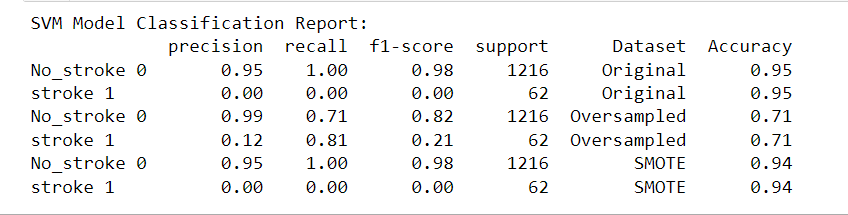 SVM Model Classification Report:
precision recall f1-score support Dataset Accuracy
No_stroke 0 0.95 1.00 0.98 1216 Original 0.95
stroke 1 0.00 0.00 0.00 62 Original 0.95
No_stroke 0 0.99 0.71 0.82 1216 Oversampled 0.71
stroke 1 0.12 0.81 0.21 62 Oversampled 0.71
No_stroke 0 0.95 1.00 0.98 1216 SMOTE 0.94
stroke 1 0.00 0.00 0.00 62 SMOTE 0.94